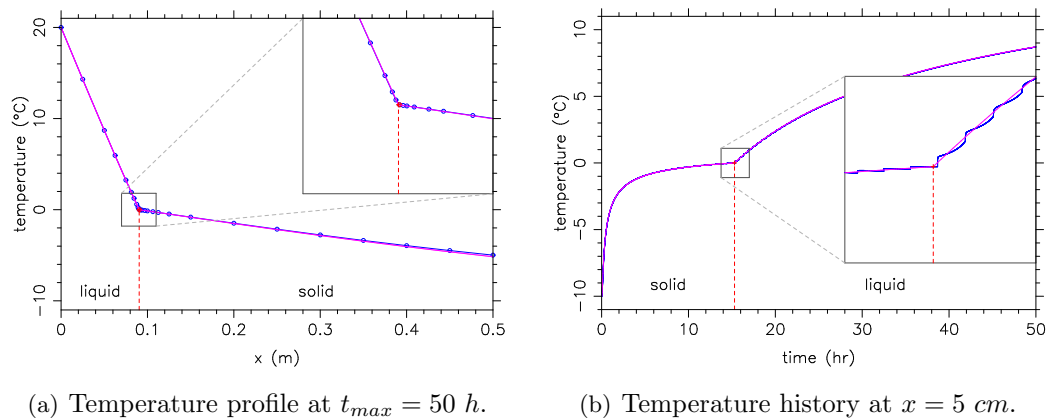 temperature (°C)
20
10
0
−10
liquid
solid
0
0.1
0.2
0.3
0.4
0.5
x (m)
temperature (°C)
10
5
0
−5
−10
solid
liquid
0
10
20
30
40
50
time (hr)
(a) Temperature profile at tmax = 50 h.
(b) Temperature history at x = 5 cm.